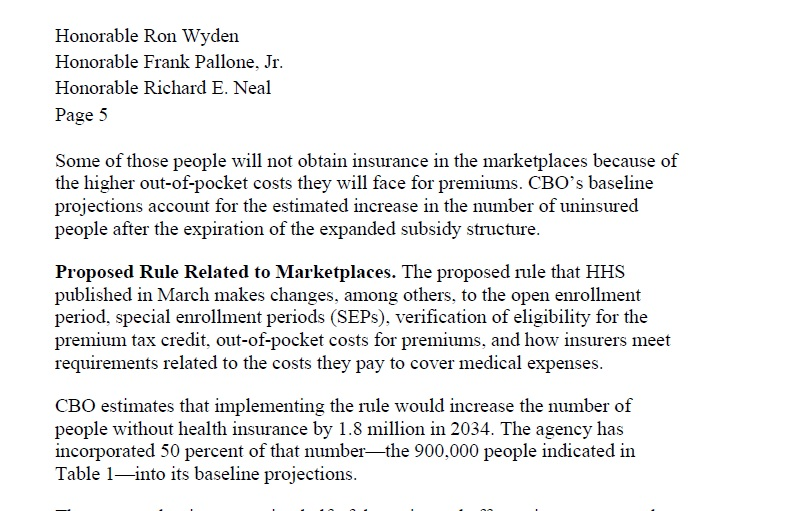 Honorable Ron Wyden
Honorable Frank Pallone, Jr.
Honorable Richard E. Neal
Page 5
Some of those people will not obtain insurance in the marketplaces because of
the higher out-of-pocket costs they will face for premiums. CBO’s baseline
projections account for the estimated increase in the number of uninsured
people after the expiration of the expanded subsidy structure.
Proposed Rule Related to Marketplaces. The proposed rule that HHS
published in March makes changes, among others, to the open enrollment
period, special enrollment periods (SEPs), verification of eligibility for the
premium tax credit, out-of-pocket costs for premiums, and how insurers meet
requirements related to the costs they pay to cover medical expenses.
CBO estimates that implementing the rule would increase the number of
people without health insurance by 1.8 million in 2034. The agency has
incorporated 50 percent of that number—the 900,000 people indicated in
Table 1—into its baseline projections.